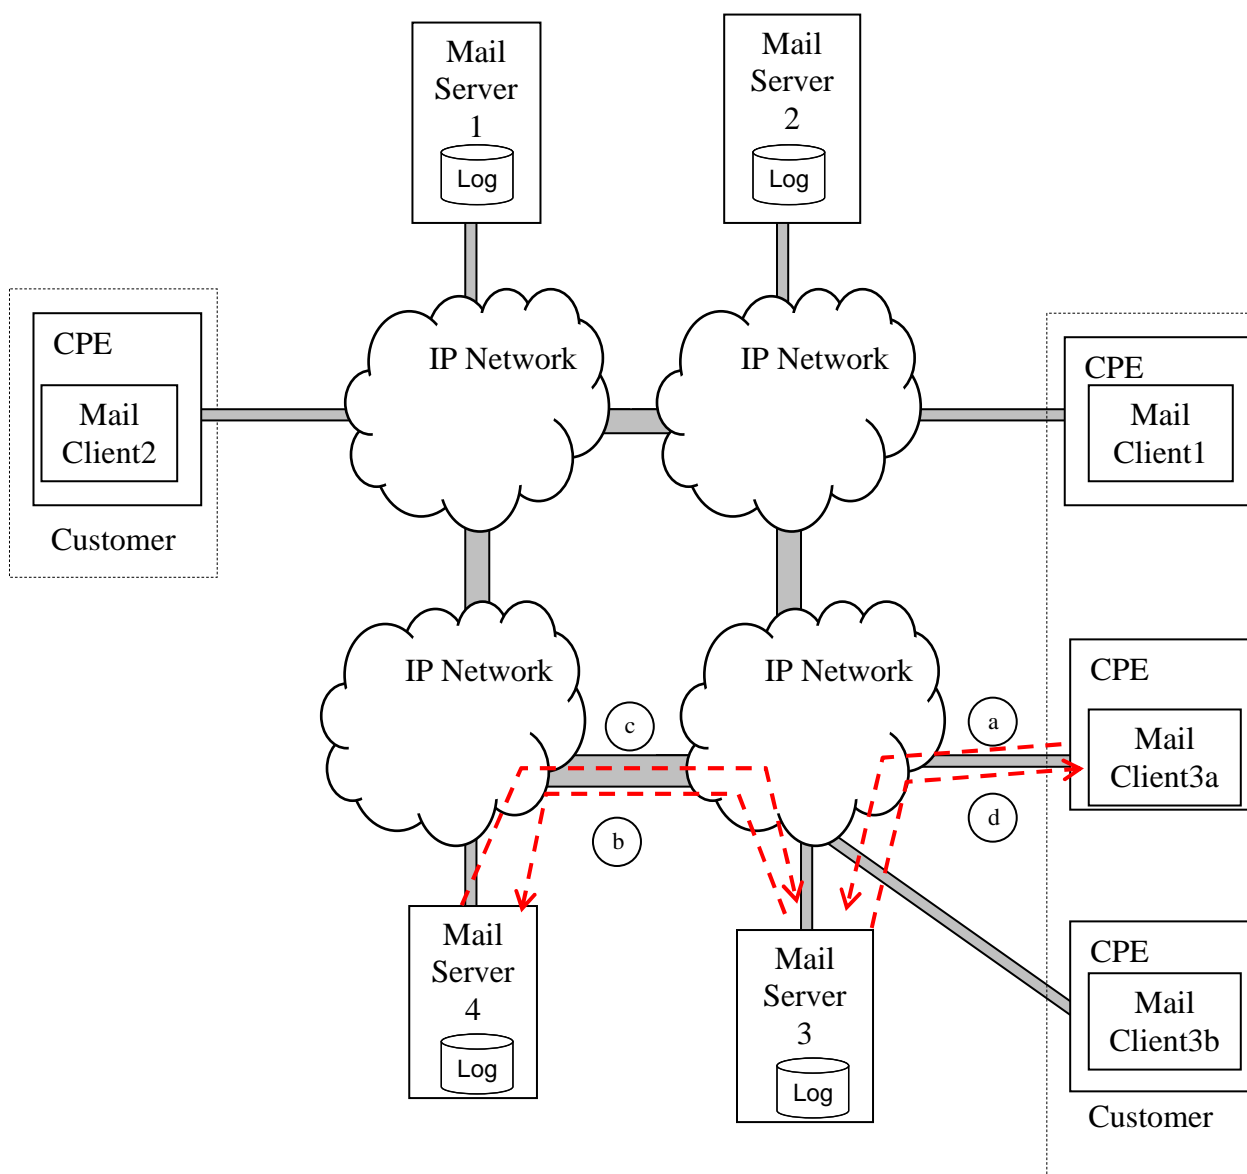 Mail
Server
1
Log
Mail
Server
2
Log
CPE
Mail
Client2
Customer
IP Network
IP Network
CPE
Mail
Client1
IP Network
IP Network
c
b
a
d
CPE
Mail
Client3a
Mail
Server
4
Log
Mail
Server
3
Log
CPE
Mail
Client3b
Customer